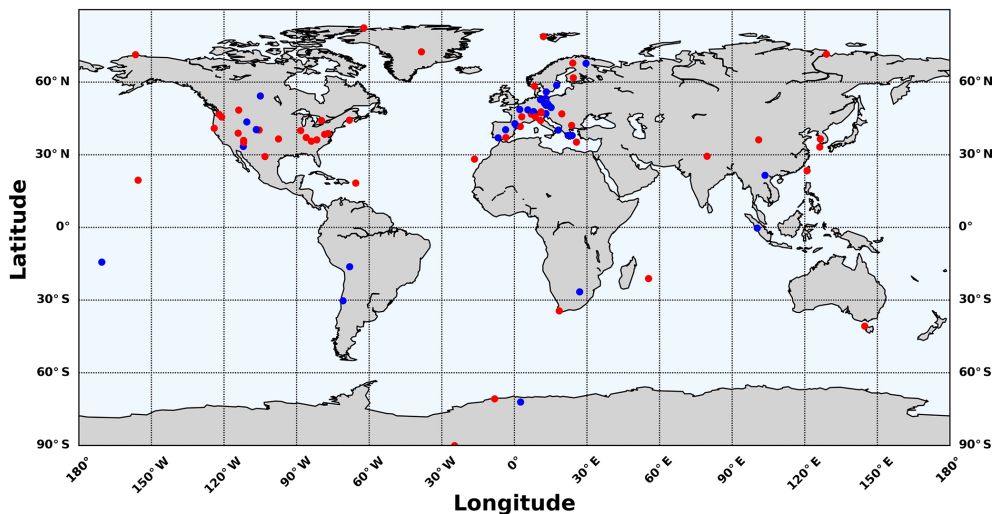 Latitude
60° N
30° N
0°
30° S
60° S
90° S
60° N
30° N
0°
30° S
60° S
90° S
180°
150° W
120° W
90° W
60° W
30° W
0°
30° E
60° E
90° E
120° E
150° E
180°
Longitude